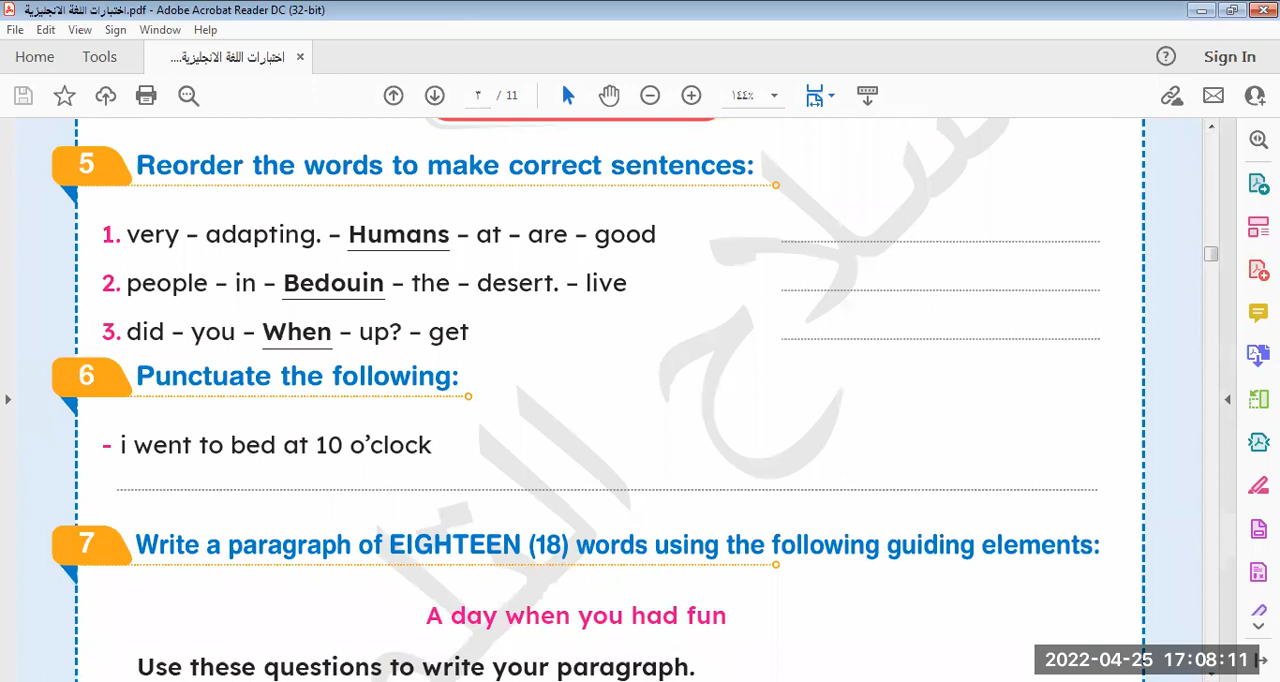 اختبارات اللغة الانجليزية.pdf - Adobe Acrobat Reader DC (32-bit)
File Edit View Sign Window Help
Home Tools اختبارات اللغة الانجليزية.... × Sign In
٣ / 11 ١٤٤٪
5 Reorder the words to make correct sentences:
1. very – adapting. – Humans – at – are – good
2. people – in – Bedouin – the – desert. – live
3. did – you – When – up? – get
6 Punctuate the following:
- i went to bed at 10 o’clock
7 Write a paragraph of EIGHTEEN (18) words using the following guiding elements:
A day when you had fun
Use these questions to write your paragraph.
2022-04-25 17:08:11